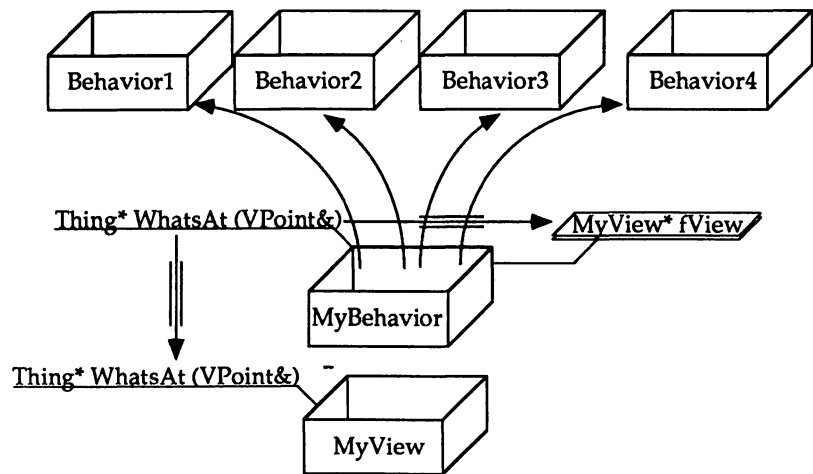 Behavior1
Behavior2
Behavior3
Behavior4
Thing* WhatsAt (VPoint&)
MyView* fView
MyBehavior
Thing* WhatsAt (VPoint&)
MyView